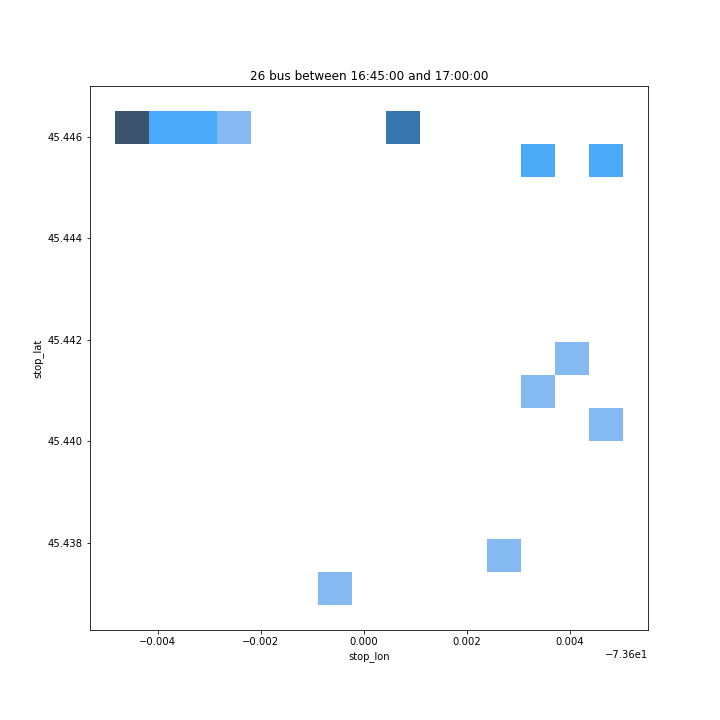 26 bus between 16:45:00 and 17:00:00
45.446
45.444
45.442
45.440
45.438
stop_lat
−0.004 −0.002 0.000 0.002 0.004
stop_lon
−7.36e1